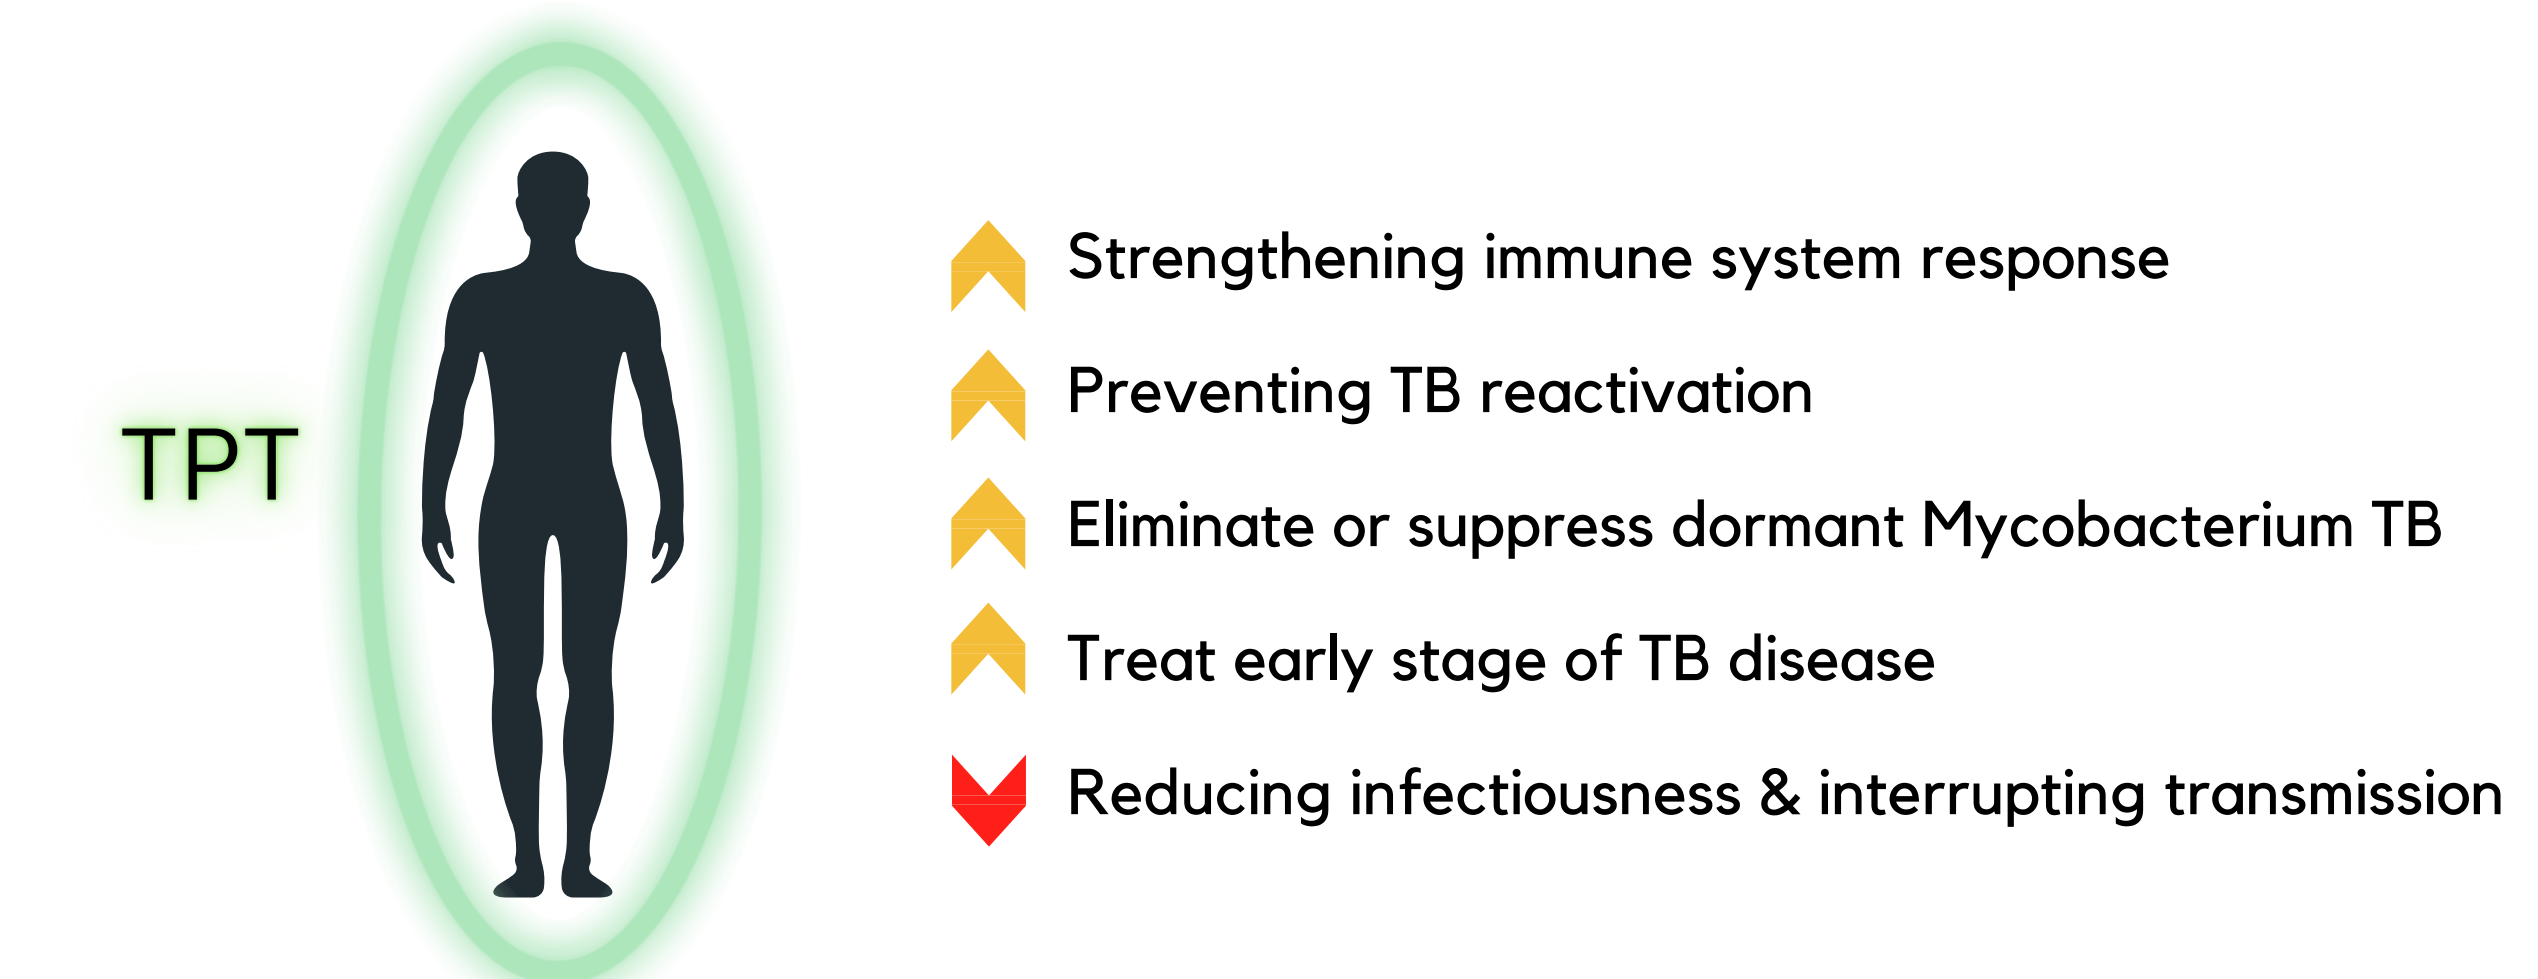 TPT
Strengthening immune system response
Preventing TB reactivation
Eliminate or suppress dormant Mycobacterium TB
Treat early stage of TB disease
Reducing infectiousness & interrupting transmission